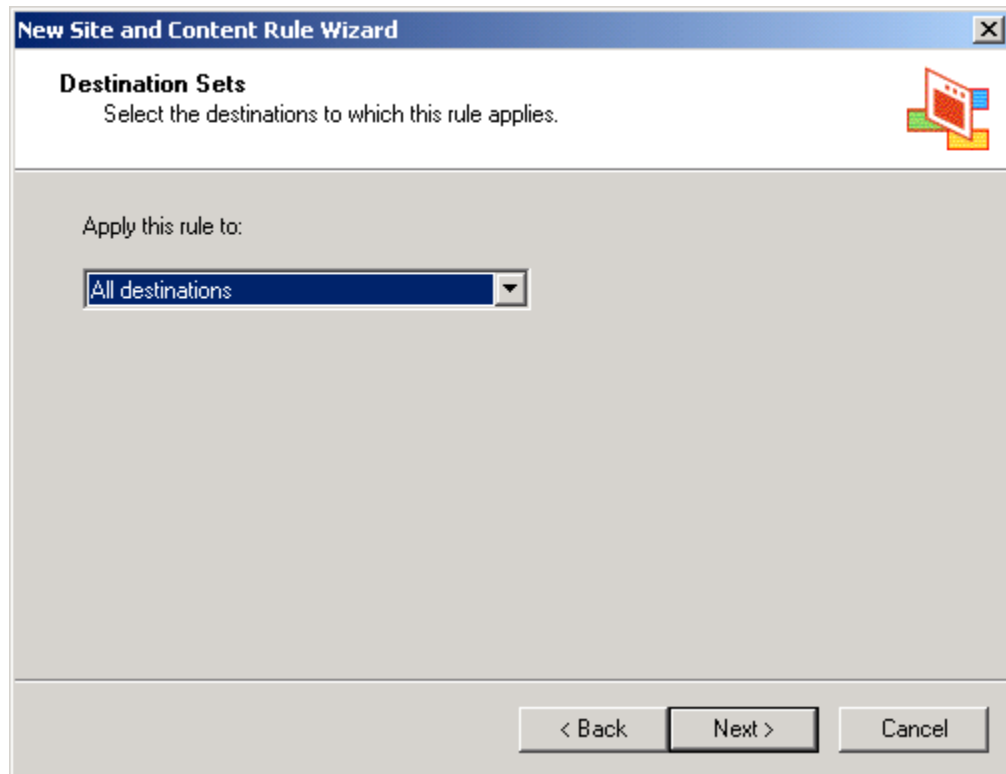 New Site and Content Rule Wizard
Destination Sets
Select the destinations to which this rule applies.
Apply this rule to:
All destinations
< Back Next > Cancel